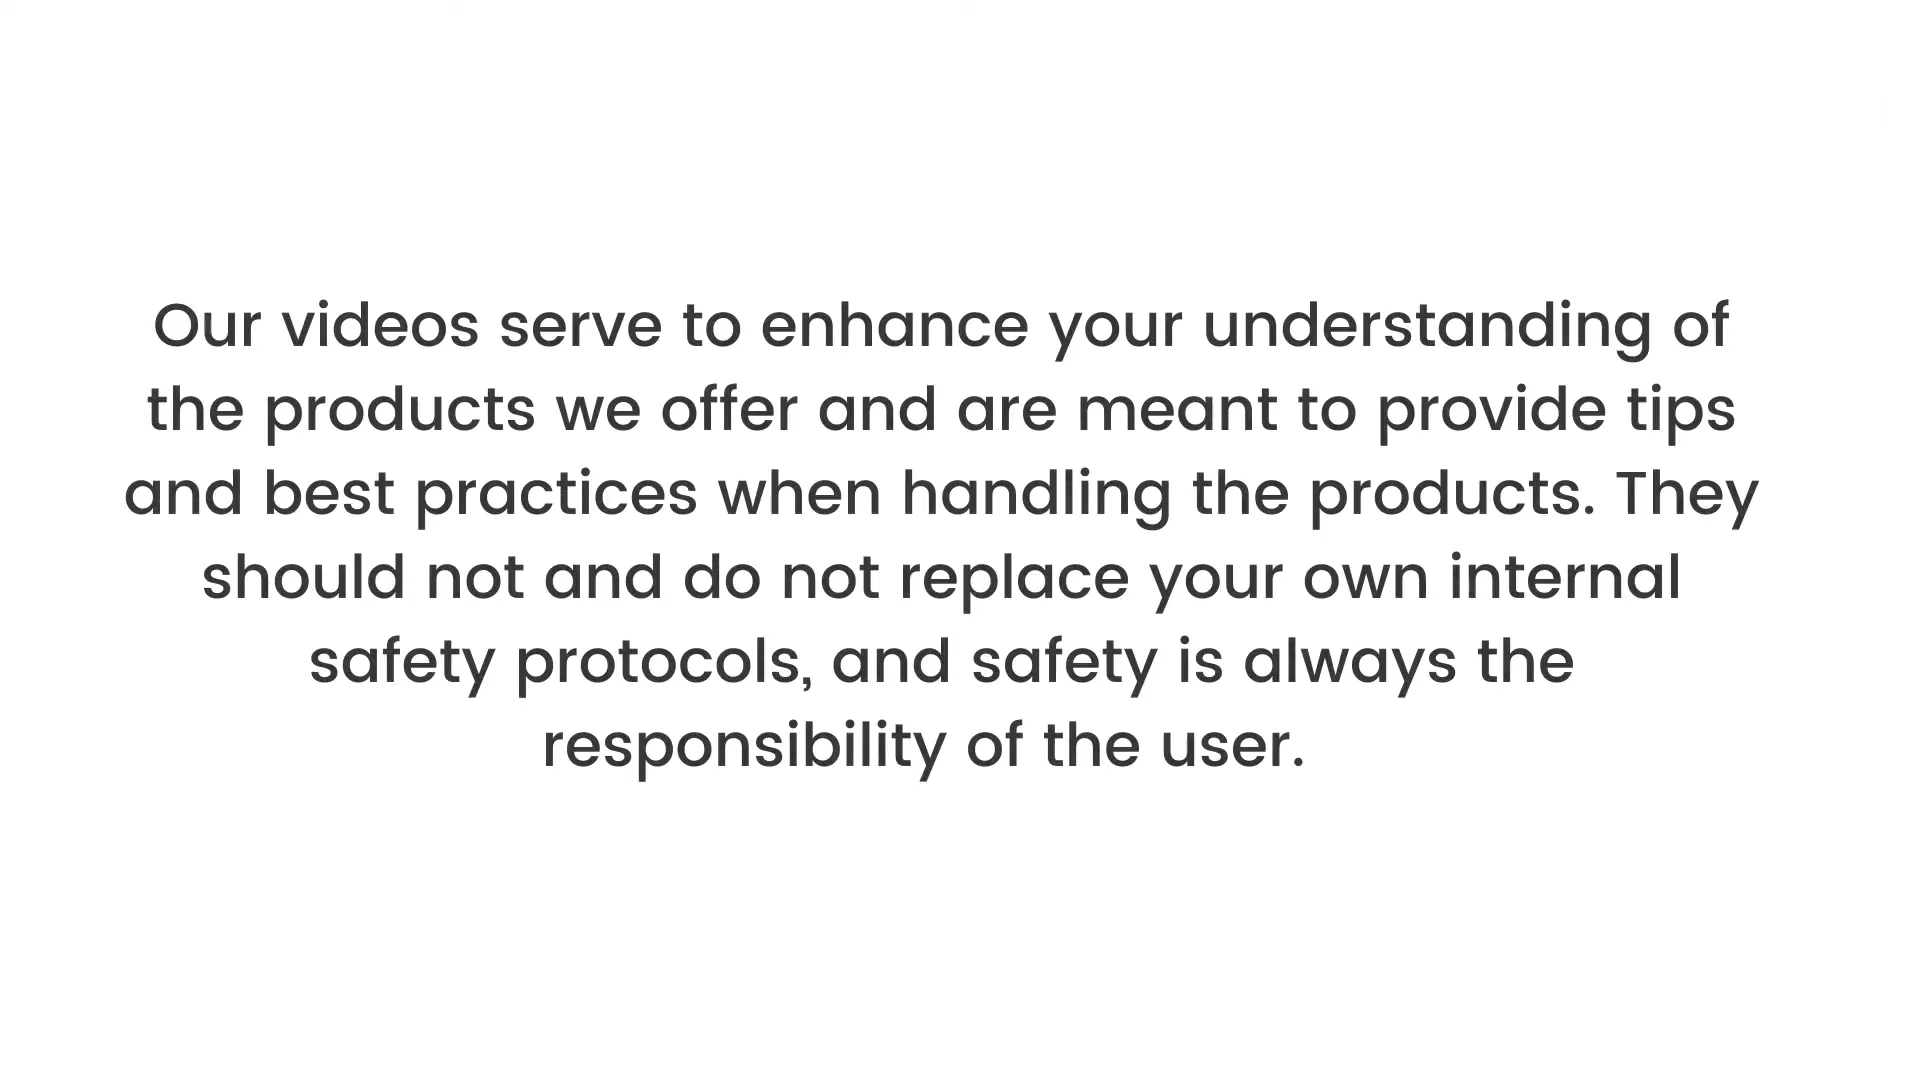 Our videos serve to enhance your understanding of
the products we offer and are meant to provide tips
and best practices when handling the products. They
should not and do not replace your own internal
safety protocols, and safety is always the
responsibility of the user.